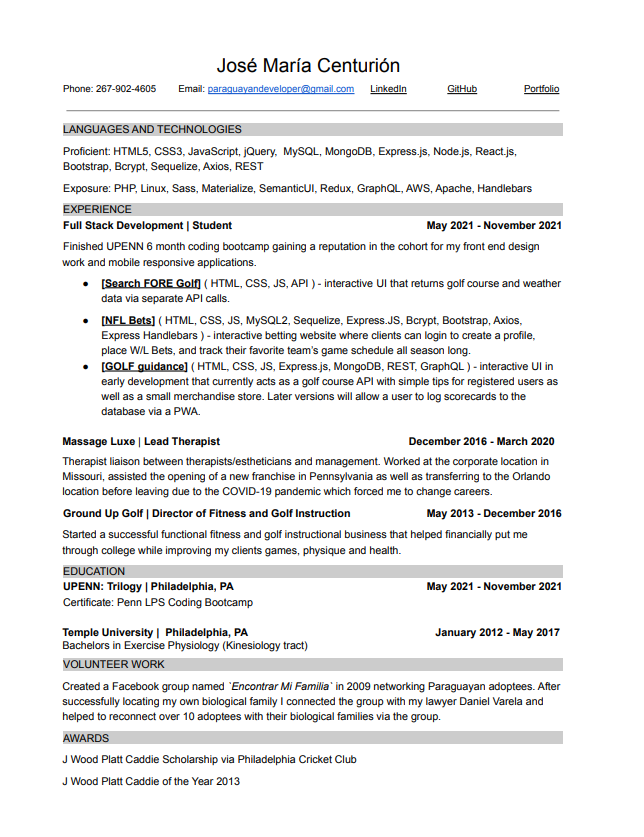 José María Centurión
Phone: 267-902-4605 Email: paraguayandeveloper@gmail.com LinkedIn GitHub Portfolio
LANGUAGES AND TECHNOLOGIES
Proficient: HTML5, CSS3, JavaScript, jQuery, MySQL, MongoDB, Express.js, Node.js, React.js,
Bootstrap, Bcrypt, Sequelize, Axios, REST
Exposure: PHP, Linux, Sass, Materialize, SemanticUI, Redux, GraphQL, AWS, Apache, Handlebars
EXPERIENCE
Full Stack Development | Student May 2021 - November 2021
Finished UPENN 6 month coding bootcamp gaining a reputation in the cohort for my front end design
work and mobile responsive applications.
● [Search FORE Golf] ( HTML, CSS, JS, API ) - interactive UI that returns golf course and weather
data via separate API calls.
● [NFL Bets] ( HTML, CSS, JS, MySQL2, Sequelize, Express.JS, Bcrypt, Bootstrap, Axios,
Express Handlebars ) - interactive betting website where clients can login to create a profile,
place W/L Bets, and track their favorite team's game schedule all season long.
● [GOLF guidance] ( HTML, CSS, JS, Express.js, MongoDB, REST, GraphQL ) - interactive UI in
early development that currently acts as a golf course API with simple tips for registered users as
well as a small merchandise store. Later versions will allow a user to log scorecards to the
database via a PWA.
Massage Luxe | Lead Therapist December 2016 - March 2020
Therapist liaison between therapists/estheticians and management. Worked at the corporate location in
Missouri, assisted the opening of a new franchise in Pennsylvania as well as transferring to the Orlando
location before leaving due to the COVID-19 pandemic which forced me to change careers.
Ground Up Golf | Director of Fitness and Golf Instruction May 2013 - December 2016
Started a successful functional fitness and golf instructional business that helped financially put me
through college while improving my clients games, physique and health.
EDUCATION
UPENN: Trilogy | Philadelphia, PA May 2021 - November 2021
Certificate: Penn LPS Coding Bootcamp
Temple University | Philadelphia, PA January 2012 - May 2017
Bachelors in Exercise Physiology (Kinesiology tract)
VOLUNTEER WORK
Created a Facebook group named `Encontrar Mi Familia` in 2009 networking Paraguayan adoptees. After
successfully locating my own biological family I connected the group with my lawyer Daniel Varela and
helped to reconnect over 10 adoptees with their biological families via the group.
AWARDS
J Wood Platt Caddie Scholarship via Philadelphia Cricket Club
J Wood Platt Caddie of the Year 2013